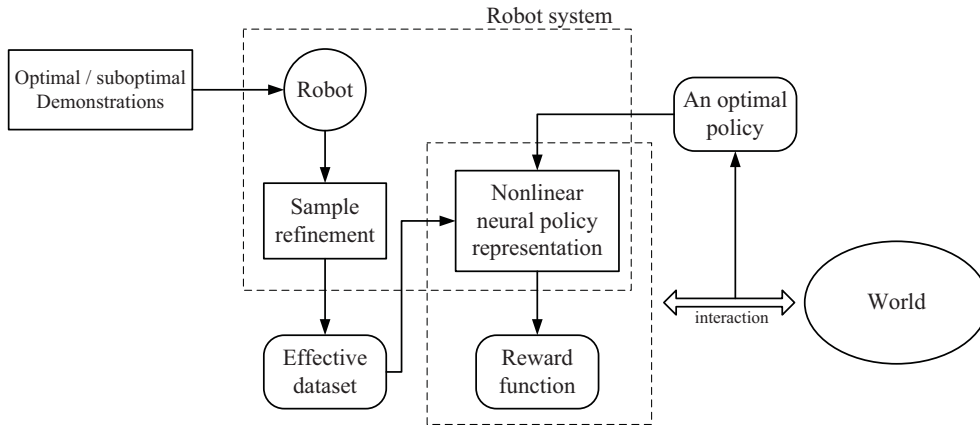 Robot system
Optimal / suboptimal
Demonstrations
Robot
An optimal
policy
Sample
refinement
Nonlinear
neural policy
representation
World
interaction
Effective
dataset
Reward
function